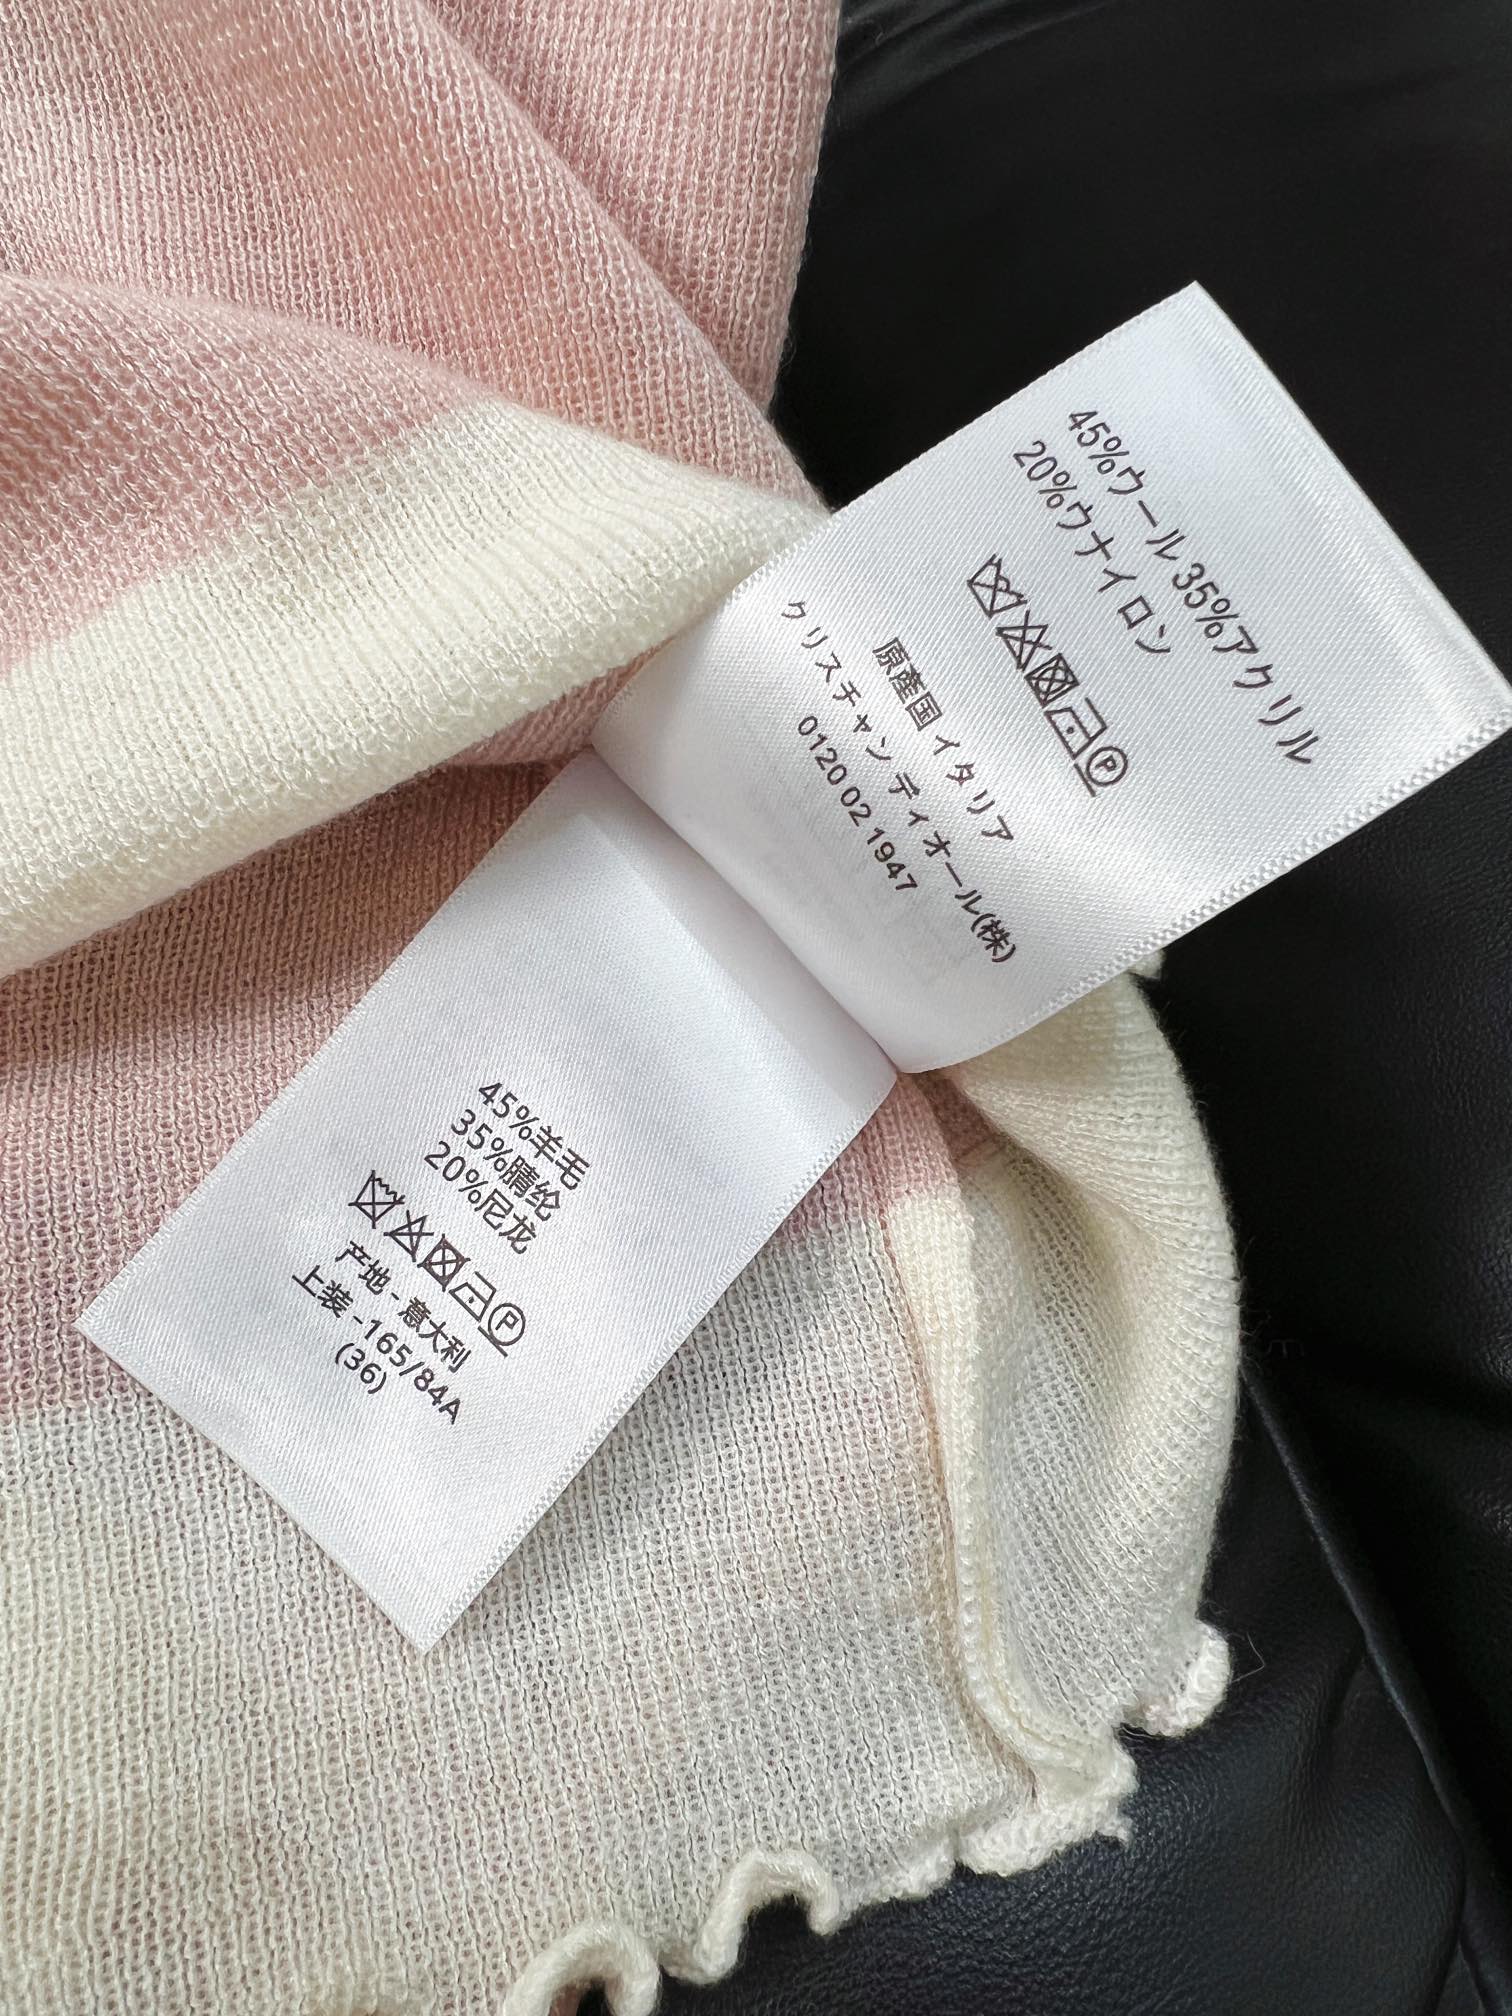 45%ウール35%アクリル
20%ウナイロン
原産国 イタリア
クリスチャン ディオール(株)
0120 02 1947
45%羊毛
35%腈纶
20%尼龙
产地 - 意大利
上装 -165/84A
(36)